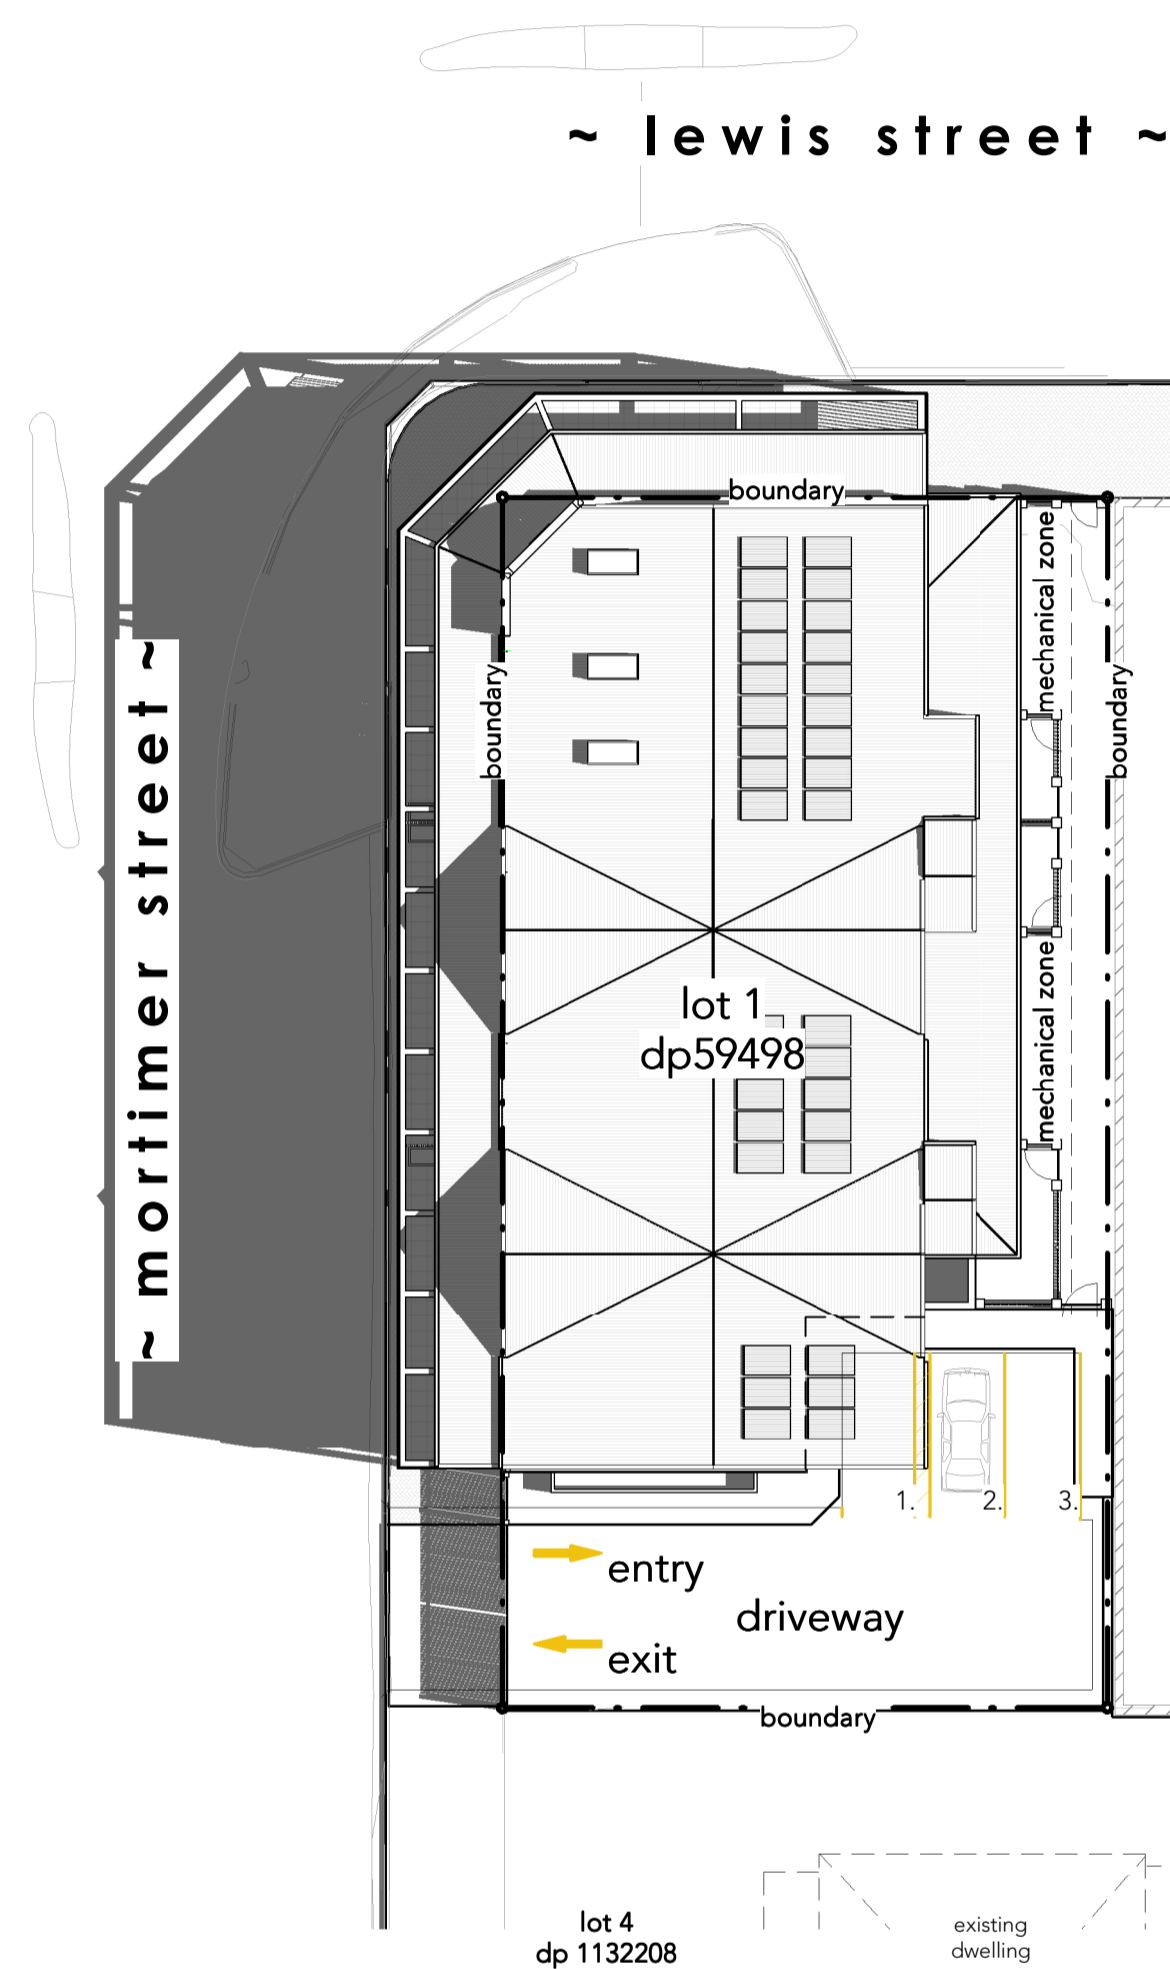 ~ lewis street ~
boundary
mechanical zone
boundary
boundary
~ mortimer street ~
lot 1
dp59498
mechanical zone
1.
2.
3.
entry
driveway
exit
boundary
lot 4
dp 1132208
existing
dwelling